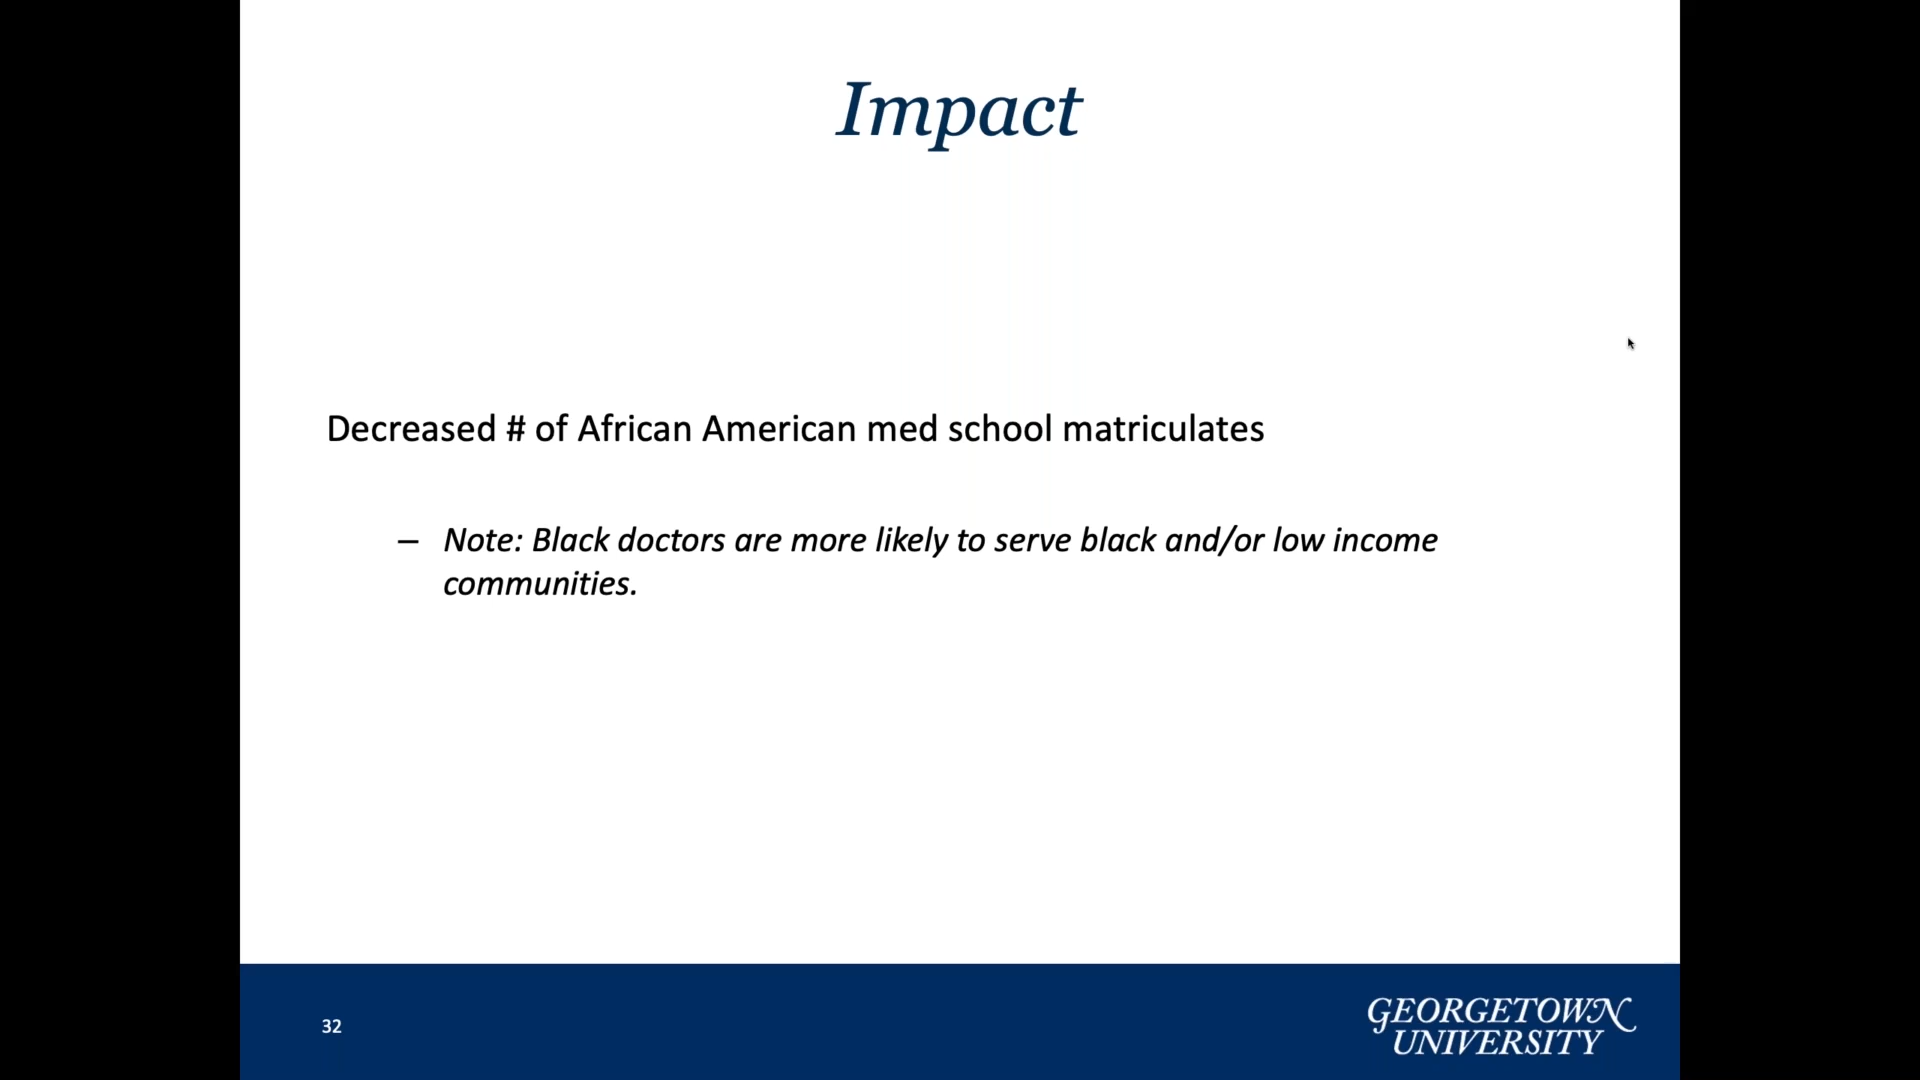 Impact
Decreased # of African American med school matriculates
– Note: Black doctors are more likely to serve black and/or low income
communities.
32
GEORGETOWN
UNIVERSITY